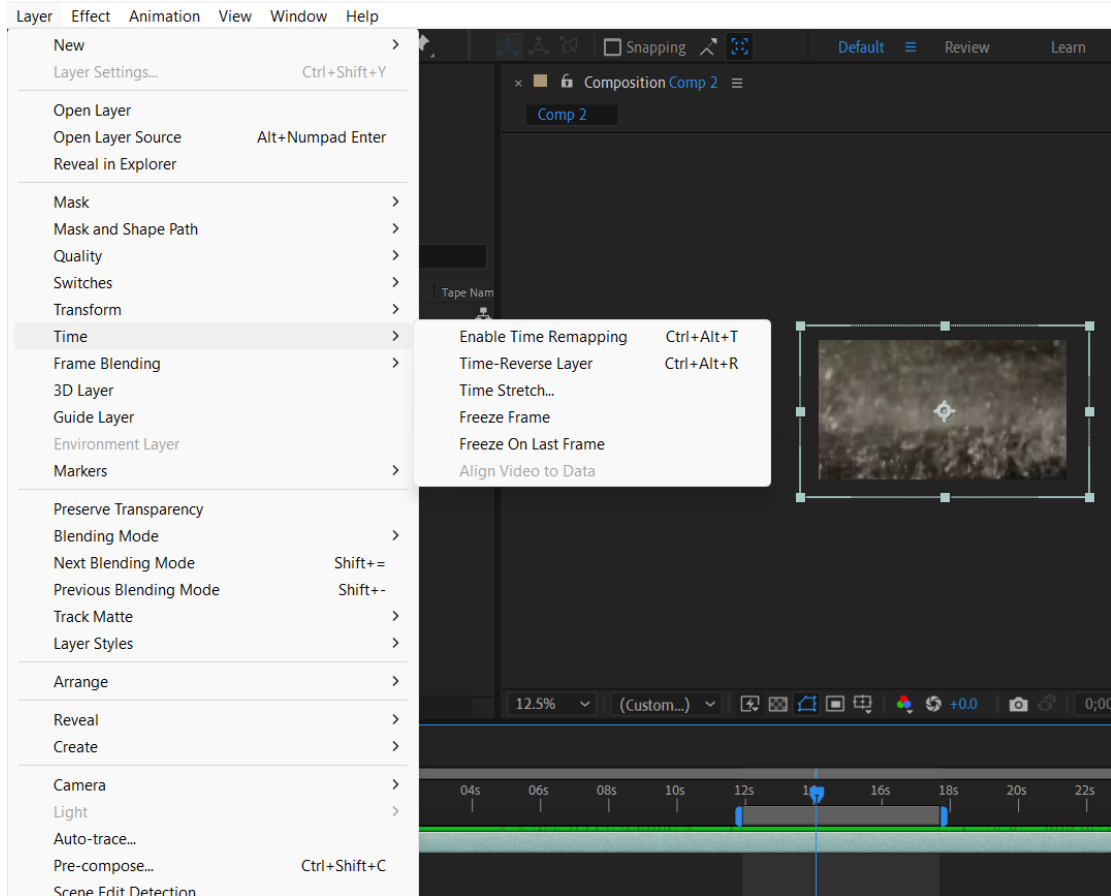 Layer Effect Animation View Window Help
New
Layer Settings... Ctrl+Shift+Y
Open Layer
Open Layer Source Alt+Numpad Enter
Reveal in Explorer
Mask
Mask and Shape Path
Quality
Switches
Transform
Time
Frame Blending
3D Layer
Guide Layer
Environment Layer
Markers
Preserve Transparency
Blending Mode
Next Blending Mode Shift+=
Previous Blending Mode Shift+-
Track Matte
Layer Styles
Arrange
Reveal
Create
Camera
Light
Auto-trace...
Pre-compose... Ctrl+Shift+C
Scene Edit Detection...
Enable Time Remapping Ctrl+Alt+T
Time-Reverse Layer Ctrl+Alt+R
Time Stretch...
Freeze Frame
Freeze On Last Frame
Align Video to Data
Snapping Default Review Learn
Composition Comp 2
Comp 2
Tape Nam
12.5% (Custom...) +0.0 0;00
04s 06s 08s 10s 12s 16s 18s 20s 22s